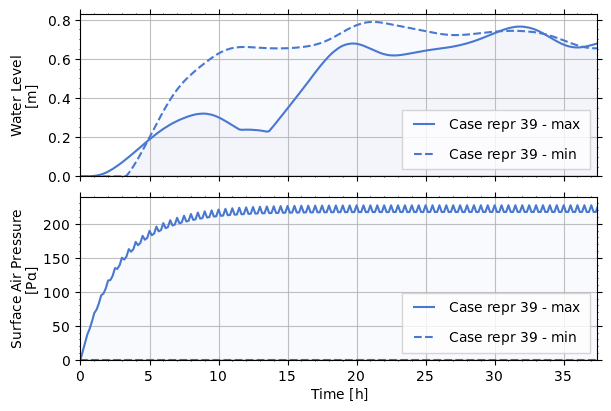 0.8
0.6
0.4
0.2
0.0
Water Level
[m]
Case repr 39 - max
Case repr 39 - min
200
150
100
50
0
Surface Air Pressure
[Pa]
Case repr 39 - max
Case repr 39 - min
0 5 10 15 20 25 30 35
Time [h]